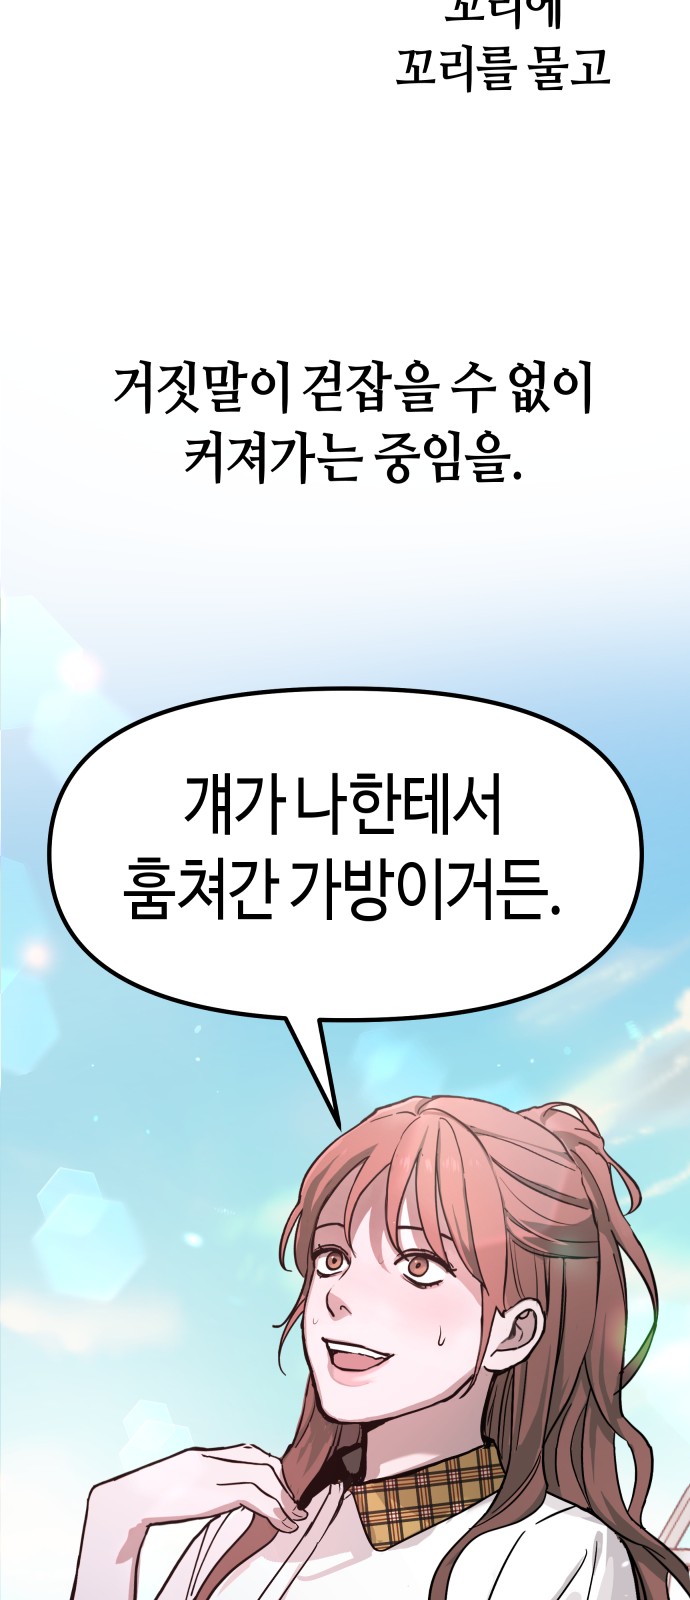 꼬리에
꼬리를 물고
거짓말이 걷잡을 수 없이
커져가는 중임을.
걔가 나한테서
훔쳐간 가방이거든.